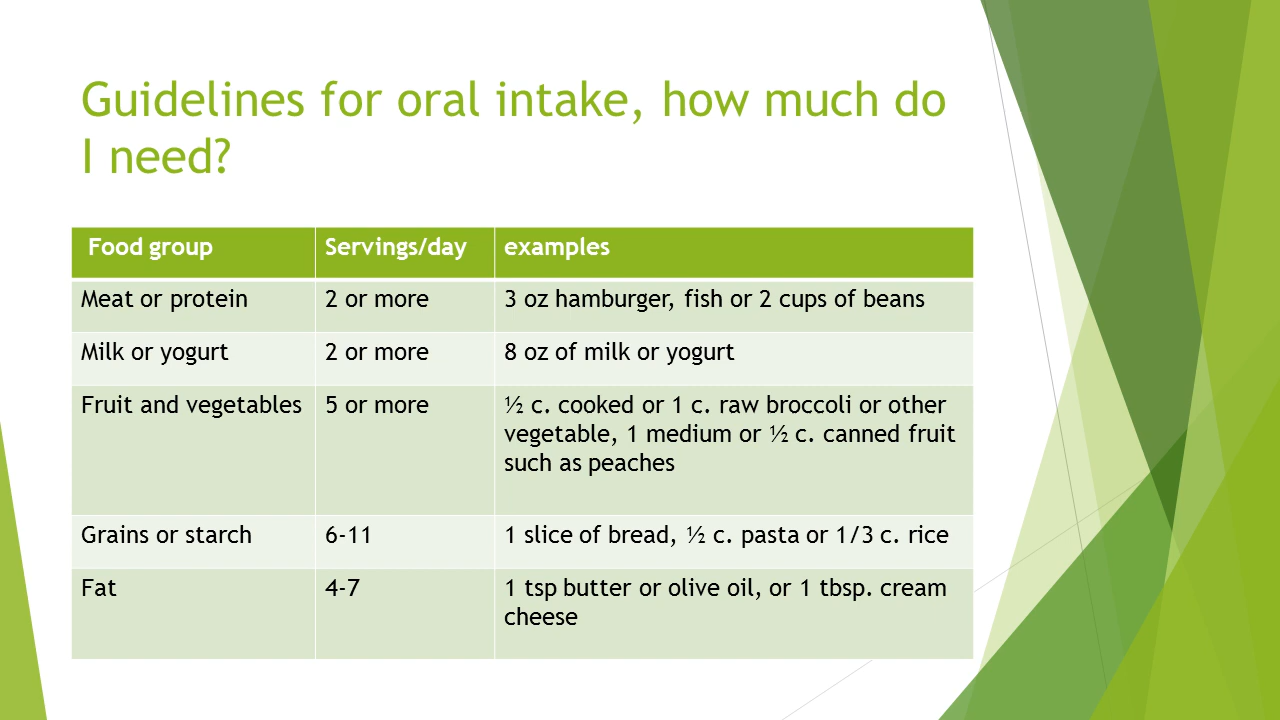 Guidelines for oral intake, how much do
I need?
Food group Servings/day examples
Meat or protein 2 or more 3 oz hamburger, fish or 2 cups of beans
Milk or yogurt 2 or more 8 oz of milk or yogurt
Fruit and vegetables 5 or more ½ c. cooked or 1 c. raw broccoli or other
vegetable, 1 medium or ½ c. canned fruit
such as peaches
Grains or starch 6-11 1 slice of bread, ½ c. pasta or 1/3 c. rice
Fat 4-7 1 tsp butter or olive oil, or 1 tbsp. cream
cheese